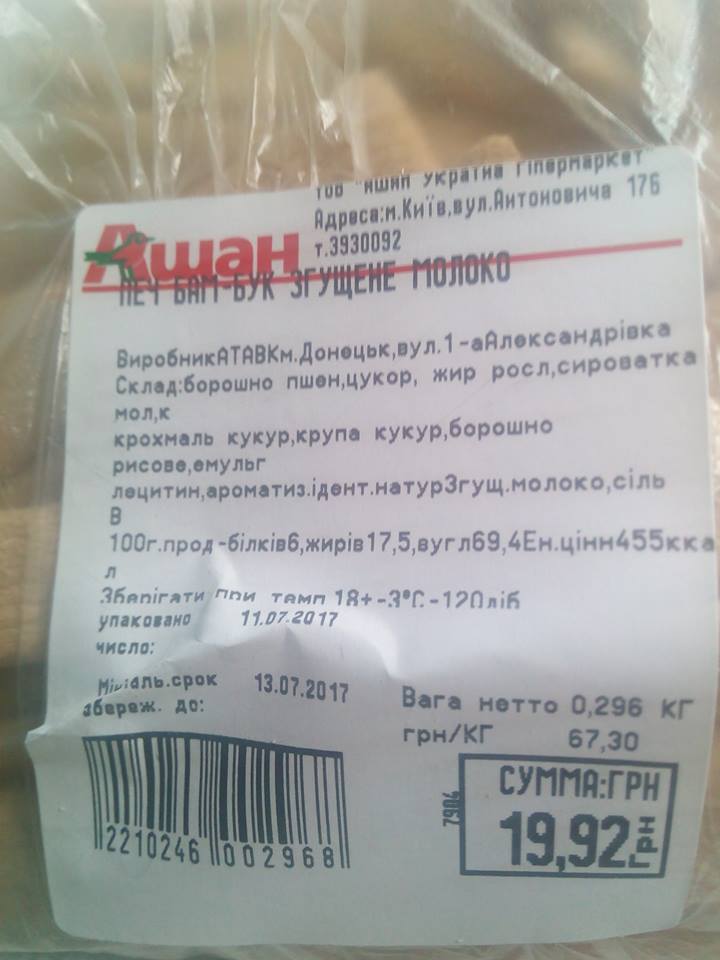 ТОВ "Ашан Україна Гіпермаркет"
Адреса:м.Київ,вул.Антоновича 176
т.3930092
Ашан
ПЕЧ БАМ-БУК ЗГУЩЕНЕ МОЛОКО
ВиробникАТАВКм.Донецьк,вул.1-аАлександрівка
Склад:борошно пшен,цукор, жир росл,сироватка
мол,к
крохмаль кукур,крупа кукур,борошно
рисове,емульг
лецитин,ароматиз.ідент.натурЗгущ.молоко,сіль
В
100г.прод-білків6,жирів17,5,вугл69,4Ен.цінн455кка
л
Зберігати при темп 18+-3°С-120діб
упаковано 11.07.2017
число:
Мінімаль.срок 13.07.2017
збереж. до:
Вага нетто 0,296 КГ
грн/КГ 67,30
СУММА:ГРН
19,92 ГРН
7904
2210246 002968